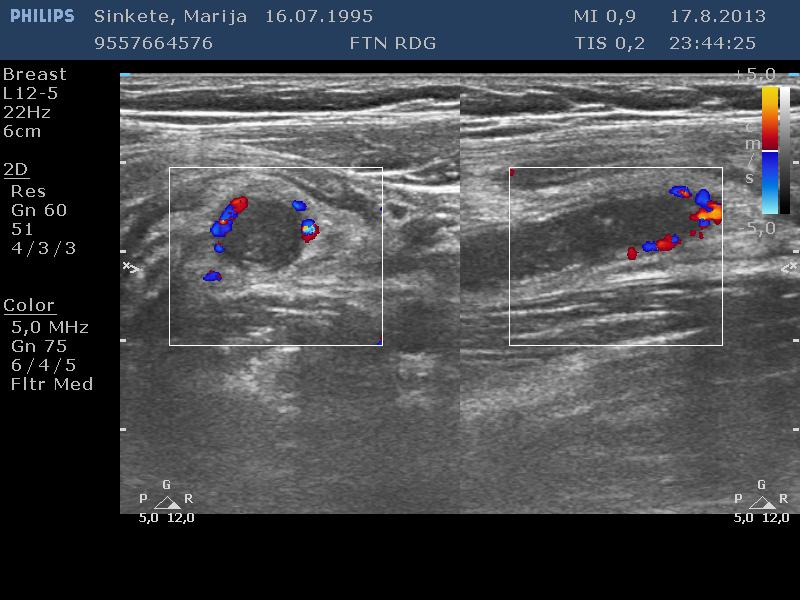 PHILIPS Sinkete, Marija 16.07.1995 MI 0,9 17.8.2013
9557664576 FTN RDG TIS 0,2 23:44:25
Breast
L12-5
22Hz
6cm
2D
Res
Gn 60
51
4/3/3
Color
5,0 MHz
Gn 75
6/4/5
Fltr Med
+5.0
c
m
/
s
-5,0
G
P R
5,0 12,0
G
P R
5,0 12,0